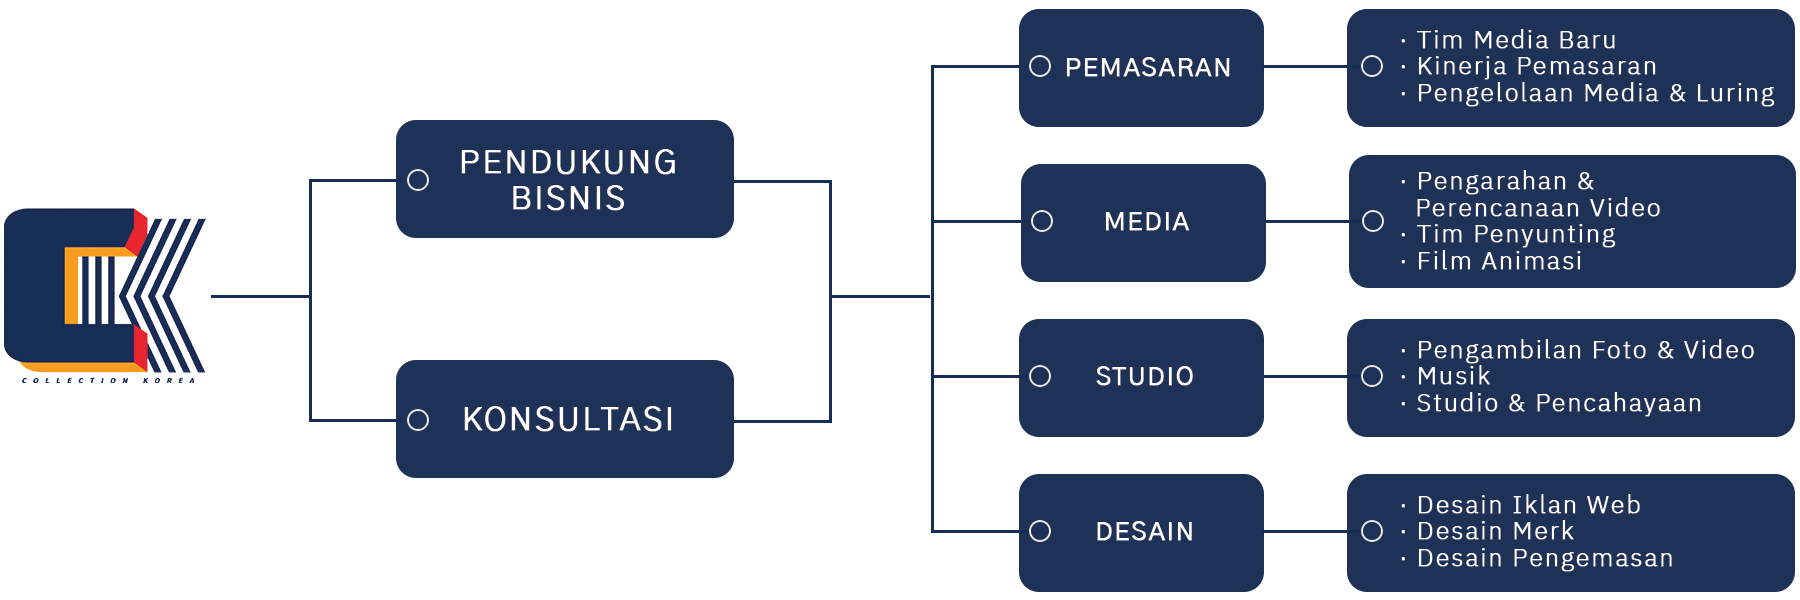 COLLECTION KOREA
PENDUKUNG
BISNIS
KONSULTASI
PEMASARAN
· Tim Media Baru
· Kinerja Pemasaran
· Pengelolaan Media & Luring
MEDIA
· Pengarahan &
Perencanaan Video
· Tim Penyunting
· Film Animasi
STUDIO
· Pengambilan Foto & Video
· Musik
· Studio & Pencahayaan
DESAIN
· Desain Iklan Web
· Desain Merk
· Desain Pengemasan